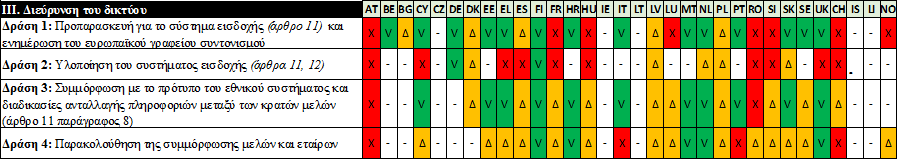 III. Διεύρυνση του δικτύου AT BE BG CY CZ DE DK EE EL ES FI FR HR HU IE IT LT LV LU MT NL PL PT RO SI SK SE UK CH IS LI NO
Δράση 1: Προπαρασκευή για το σύστημα εισδοχής (άρθρο 11) και
ενημέρωση του ευρωπαϊκού γραφείου συντονισμού X V Δ V - V Δ V V Δ V Δ V X - V - Δ X V V Δ V X X Δ V V X - - X
Δράση 2: Υλοποίηση του συστήματος εισδοχής (άρθρα 11, 12) X - - X - V Δ - X X V X - X - - - Δ - - Δ Δ - X X Δ - X X - - -
Δράση 3: Συμμόρφωση με το πρότυπο του εθνικού συστήματος και
διαδικασίες ανταλλαγής πληροφοριών μεταξύ των κρατών μελών
(άρθρο 11 παράγραφος 8) X - - V - - Δ V V Δ V Δ V Δ - V - Δ Δ V V Δ V X Δ V Δ V X - - -
Δράση 4: Παρακολούθηση της συμμόρφωσης μελών και εταίρων X - - Δ - - - Δ Δ Δ V Δ V Δ - X - Δ Δ V V Δ X Δ Δ Δ Δ V X - - Δ